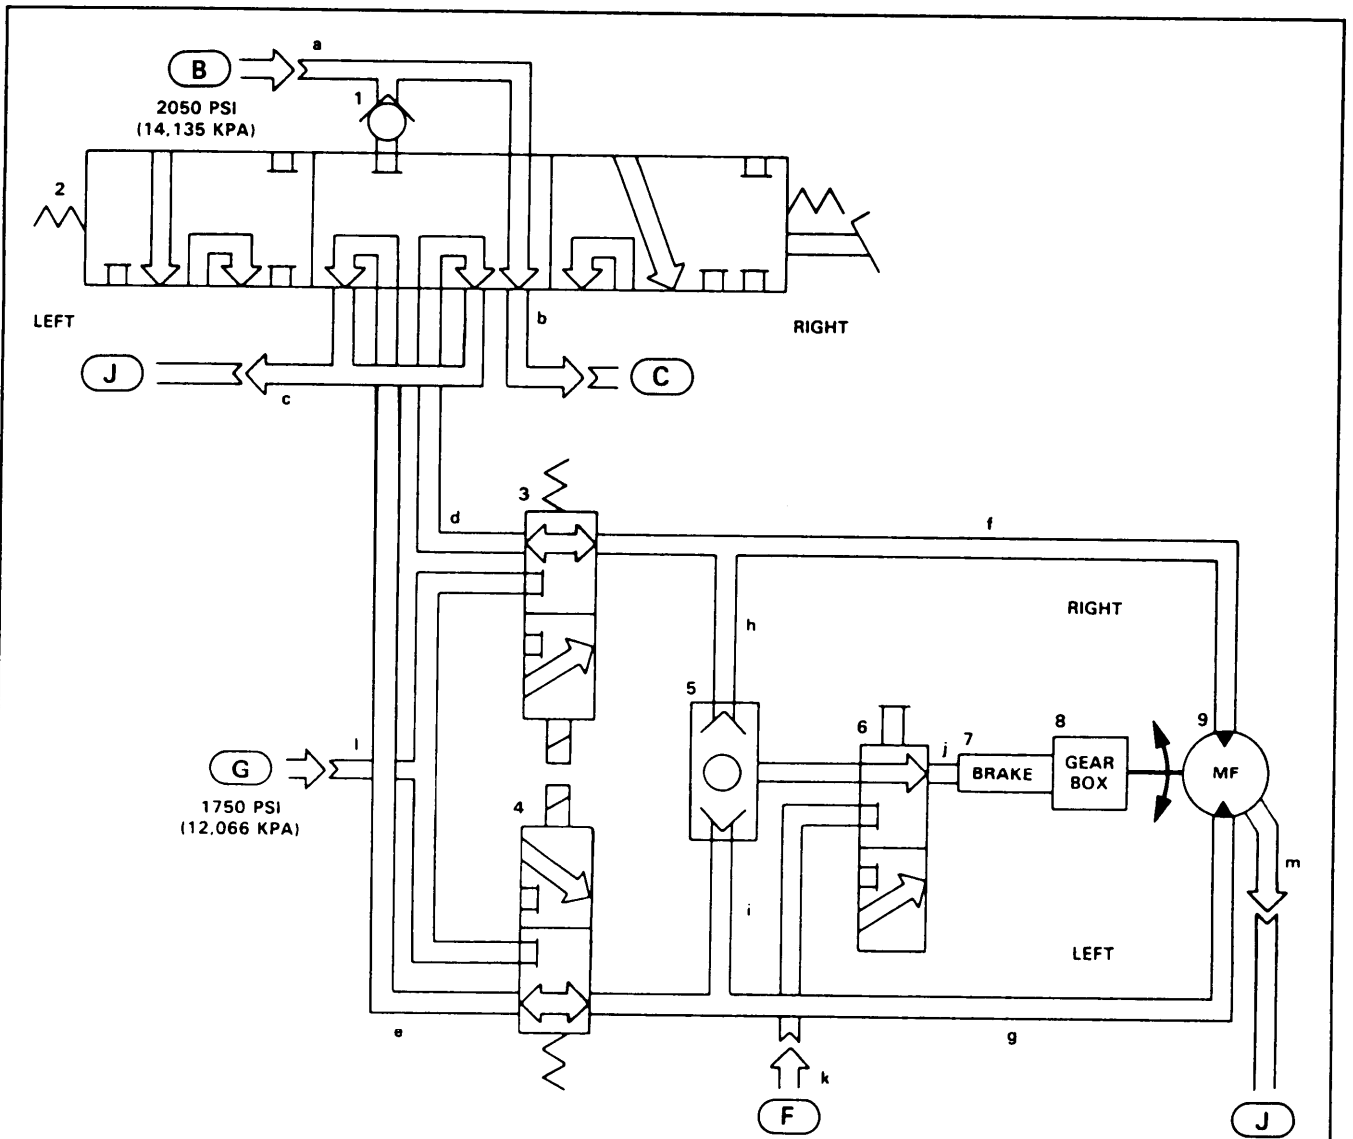 a
B
1
2050 PSI
(14,135 KPA)
2
LEFT
b
RIGHT
J
C
c
3
d
f
RIGHT
h
5
6
8
9
7
j
l
G
BRAKE
GEAR
BOX
MF
1750 PSI
(12,066 KPA)
4
m
i
LEFT
e
g
k
F
J